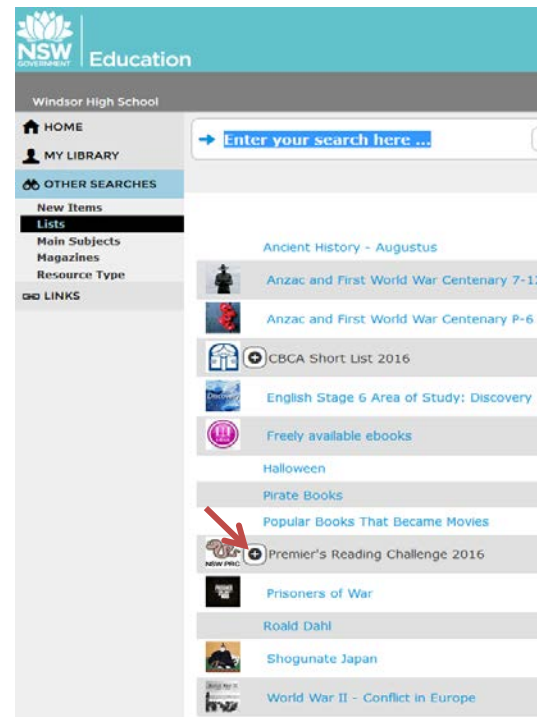 NSW
GOVERNMENT
Education
Windsor High School
HOME
MY LIBRARY
OTHER SEARCHES
New Items
Lists
Main Subjects
Magazines
Resource Type
LINKS
Enter your search here ...
Ancient History - Augustus
Anzac and First World War Centenary 7-12
Anzac and First World War Centenary P-6
CBCA Short List 2016
Discovery
English Stage 6 Area of Study: Discovery
Freely available ebooks
Halloween
Pirate Books
Popular Books That Became Movies
NSW PRC
Premier's Reading Challenge 2016
Prisoners of War
Roald Dahl
Shogunate Japan
World War II - Conflict in Europe